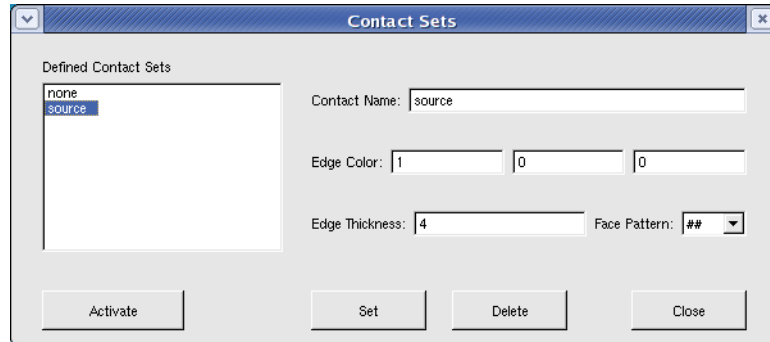 Contact Sets
Defined Contact Sets
none
source
Contact Name: source
Edge Color: 1 0 0
Edge Thickness: 4 Face Pattern: ##
Activate Set Delete Close